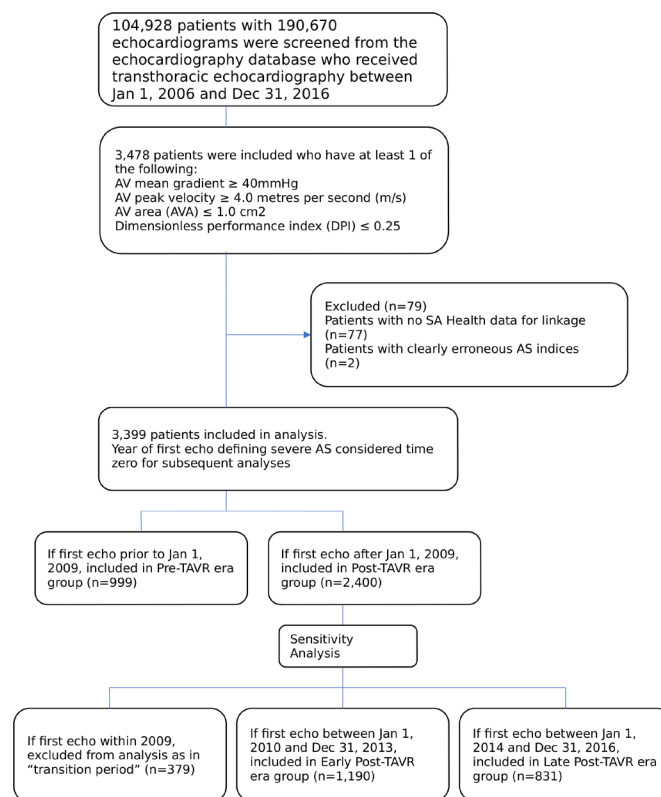 104,928 patients with 190,670
echocardiograms were screened from the
echocardiography database who received
transthoracic echocardiography between
Jan 1, 2006 and Dec 31, 2016
3,478 patients were included who have at least 1 of
the following:
AV mean gradient ≥ 40mmHg
AV peak velocity ≥ 4.0 metres per second (m/s)
AV area (AVA) ≤ 1.0 cm2
Dimensionless performance index (DPI) ≤ 0.25
Excluded (n=79)
Patients with no SA Health data for linkage
(n=77)
Patients with clearly erroneous AS indices
(n=2)
3,399 patients included in analysis.
Year of first echo defining severe AS considered time
zero for subsequent analyses
If first echo prior to Jan 1,
2009, included in Pre-TAVR era
group (n=999)
If first echo after Jan 1, 2009,
included in Post-TAVR era
group (n=2,400)
Sensitivity
Analysis
If first echo within 2009,
excluded from analysis as in
“transition period” (n=379)
If first echo between Jan 1,
2010 and Dec 31, 2013,
included in Early Post-TAVR
era group (n=1,190)
If first echo between Jan 1,
2014 and Dec 31, 2016,
included in Late Post-TAVR era
group (n=831)